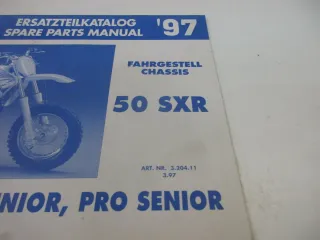 ERSATZTEILKATALOG
SPARE PARTS MANUAL
'97
FAHRGESTELL
CHASSIS
50 SXR
ART. NR. 3.204.11
3.97
NIOR, PRO SENIOR